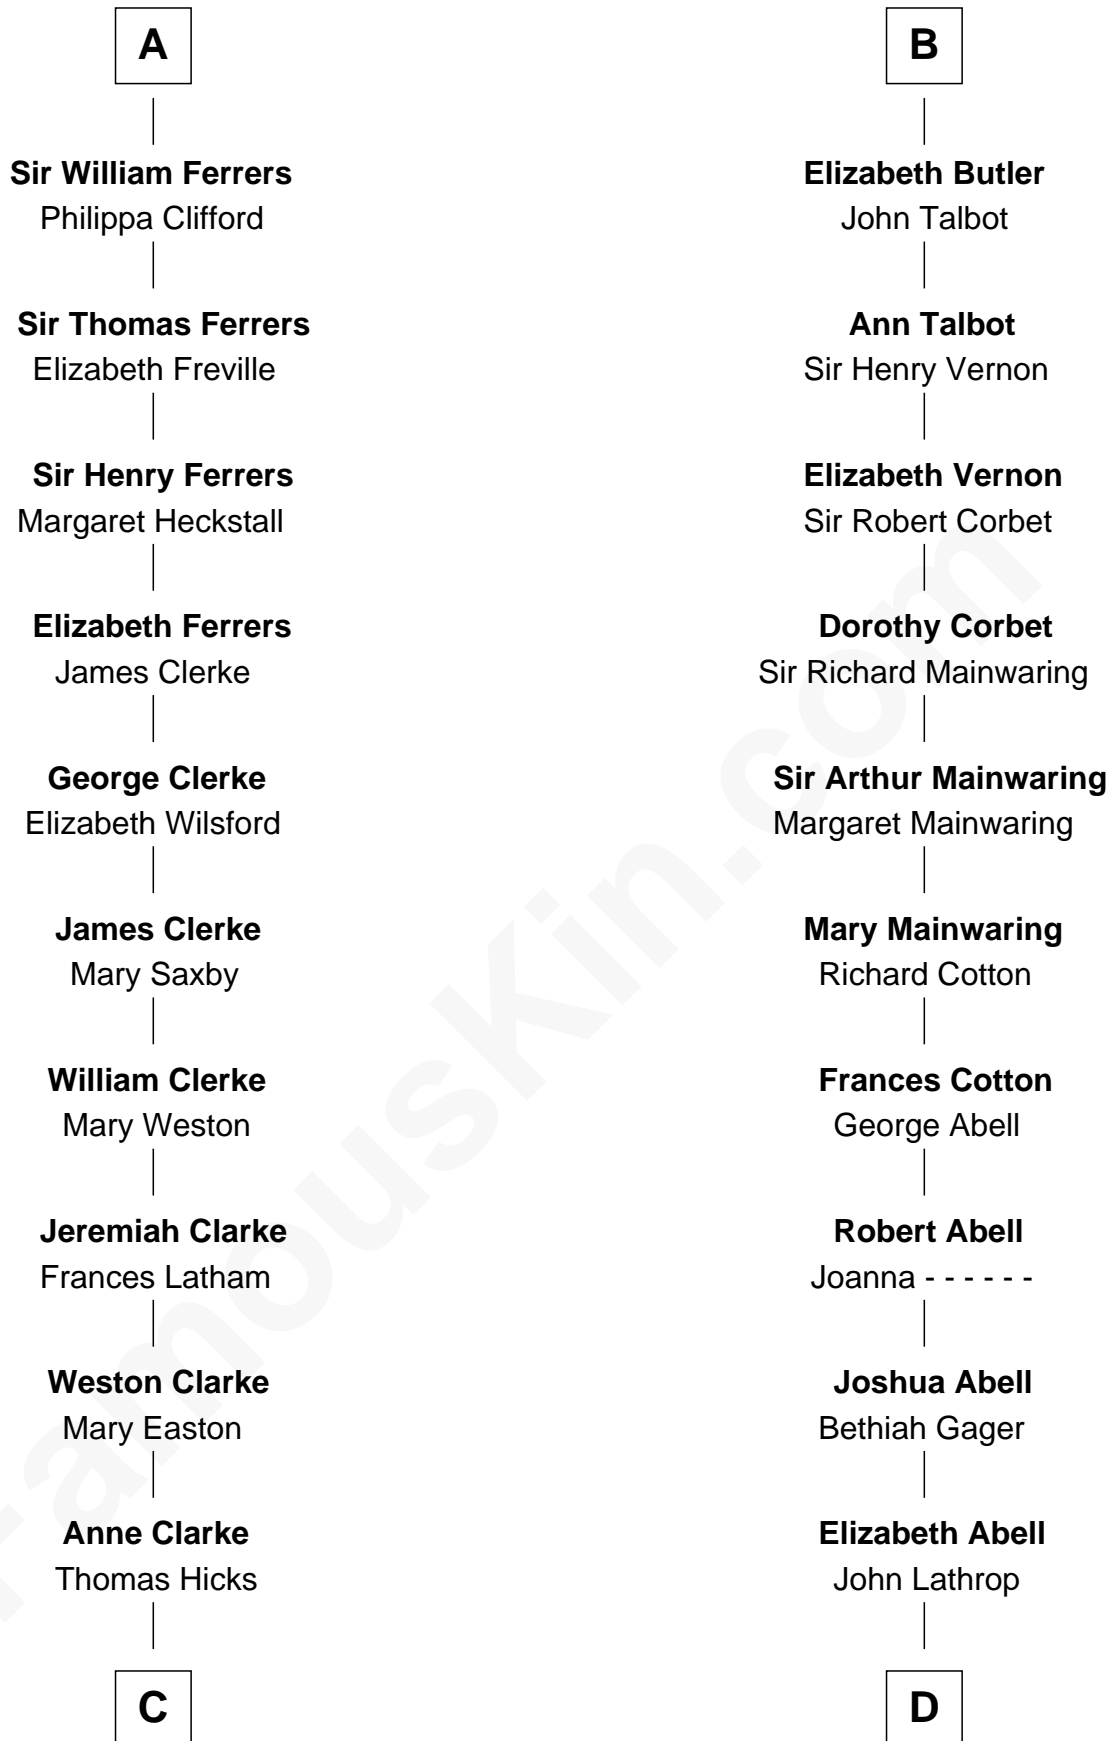 A
Sir William Ferrers
Philippa Clifford
Sir Thomas Ferrers
Elizabeth Freville
Sir Henry Ferrers
Margaret Heckstall
Elizabeth Ferrers
James Clerke
George Clerke
Elizabeth Wilsford
James Clerke
Mary Saxby
William Clerke
Mary Weston
Jeremiah Clarke
Frances Latham
Weston Clarke
Mary Easton
Anne Clarke
Thomas Hicks
C
B
Elizabeth Butler
John Talbot
Ann Talbot
Sir Henry Vernon
Elizabeth Vernon
Sir Robert Corbet
Dorothy Corbet
Sir Richard Mainwaring
Sir Arthur Mainwaring
Margaret Mainwaring
Mary Mainwaring
Richard Cotton
Frances Cotton
George Abell
Robert Abell
Joanna - - - - - -
Joshua Abell
Bethiah Gager
Elizabeth Abell
John Lathrop
D
FamousKin.com